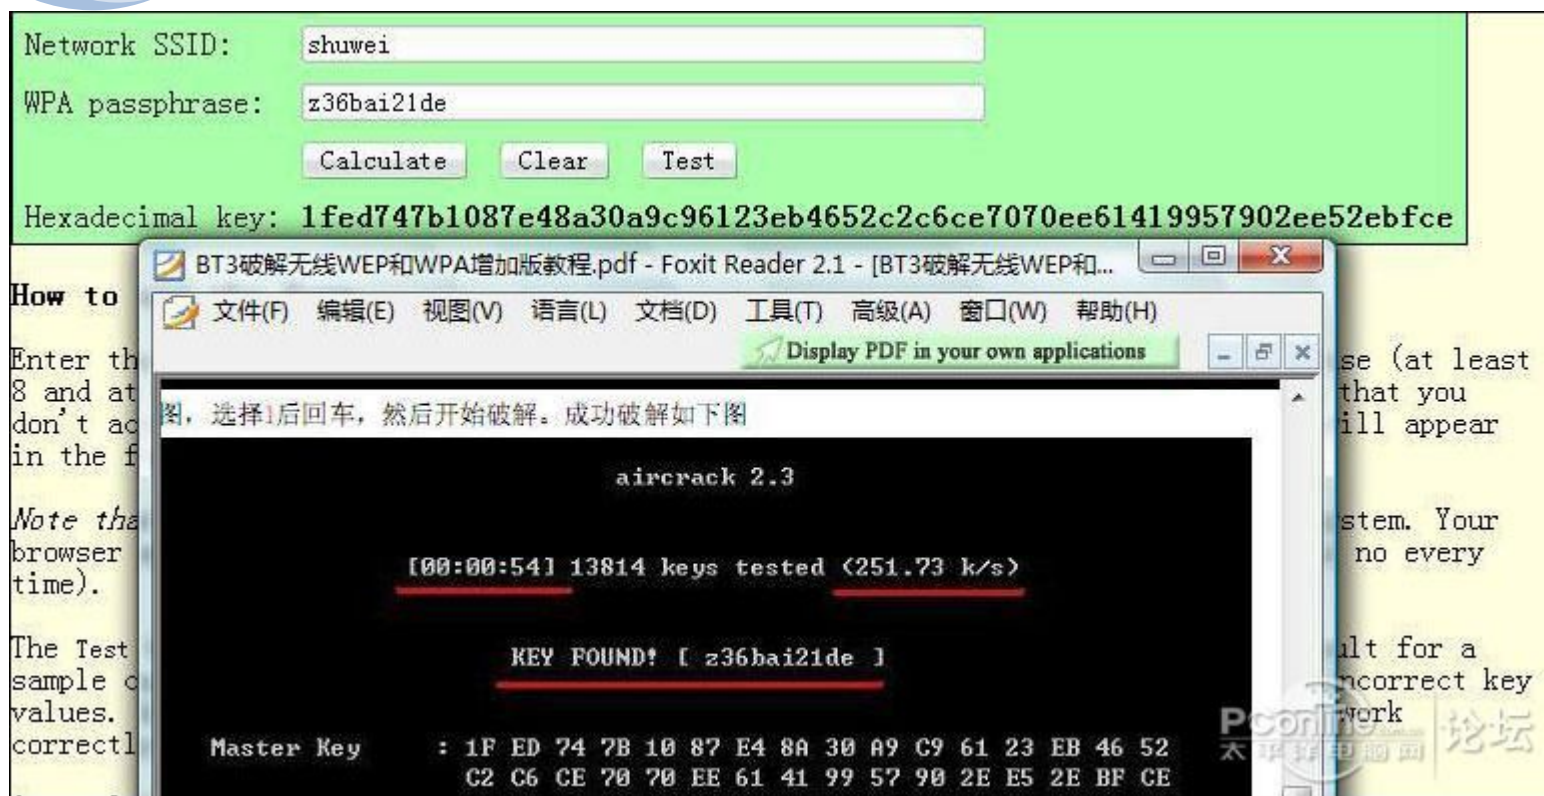 Network SSID: shuwei
WPA passphrase: z36bai21de
Calculate Clear Test
Hexadecimal key: 1fed747b1087e48a30a9c96123eb4652c2c6ce7070ee61419957902ee52ebfce
BT3破解无线WEP和WPA增加版教程.pdf - Foxit Reader 2.1 - [BT3破解无线WEP和...
How to
文件(F) 编辑(E) 视图(V) 语言(L) 文档(D) 工具(T) 高级(A) 窗口(W) 帮助(H)
Display PDF in your own applications
Enter th
se (at least
8 and at
that you
don't ac
ill appear
in the f
图，选择1后回车，然后开始破解。成功破解如下图
aircrack 2.3
Note tha
stem. Your
browser
no every
time).
[00:00:54] 13814 keys tested (251.73 k/s)
The Test
ult for a
KEY FOUND! [ z36bai21de ]
sample c
ncorrect key
values.
work
correctl
Master Key : 1F ED 74 7B 10 87 E4 8A 30 A9 C9 61 23 EB 46 52
C2 C6 CE 70 70 EE 61 41 99 57 90 2E E5 2E BF CE
PConline 论坛
太平洋电脑网